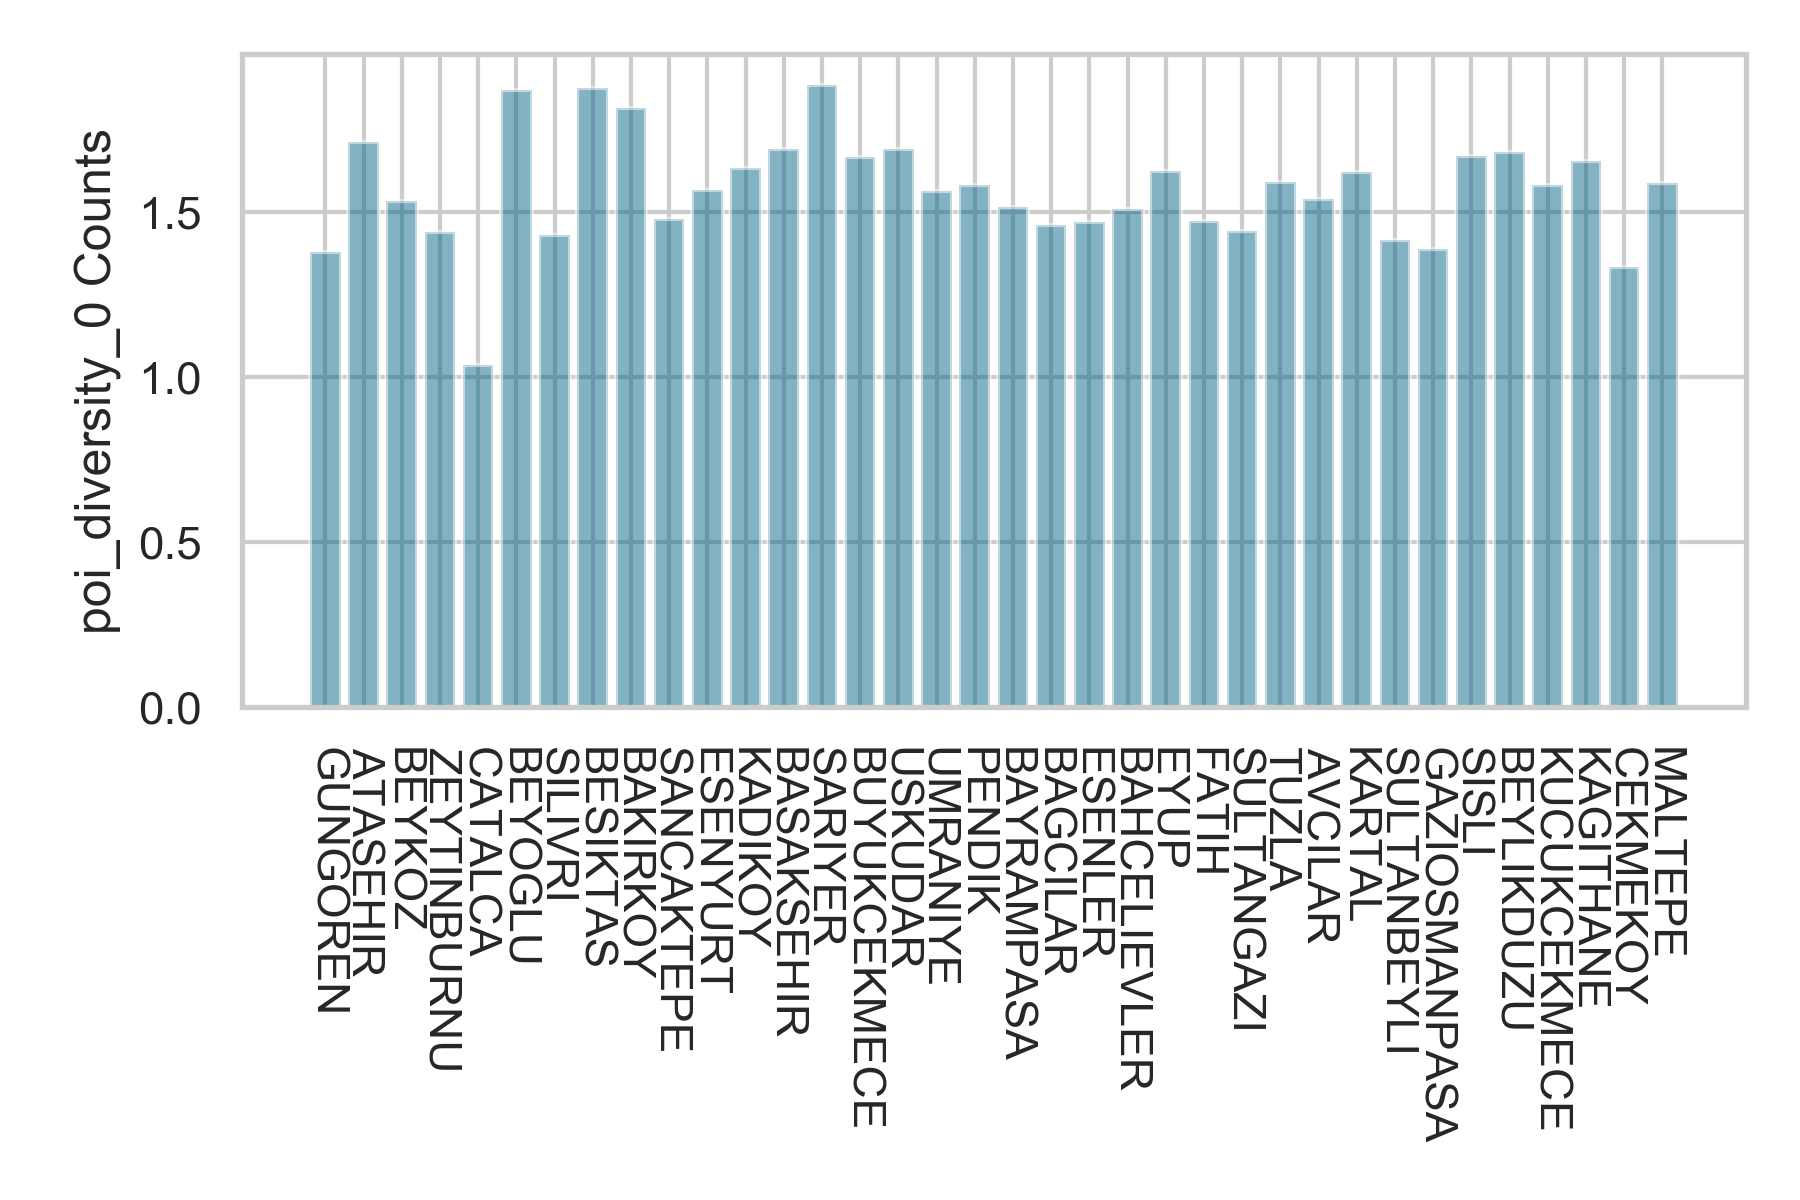 poi_diversity_0 Counts
1.5
1.0
0.5
0.0
GUNGOREN
ATASEHIR
BEYKOZ
ZEYTINBURNU
CATALCA
BEYOGLU
SILIVRI
BESIKTAS
BAKIRKOY
SANCAKTEPE
ESENYURT
KADIKOY
BASAKSEHIR
SARIYER
BUYUKCEKMECE
USKUDAR
UMRANIYE
PENDIK
BAYRAMPASA
BAGCILAR
ESENLER
BAHCELIEVLER
EYUP
FATIH
SULTANGAZI
TUZLA
AVCILAR
KARTAL
SULTANBEYLI
GAZIOSMANPASA
SISLI
BEYLIKDUZU
KUCUKCEKMECE
KAGITHANE
CEKMEKOY
MALTEPE